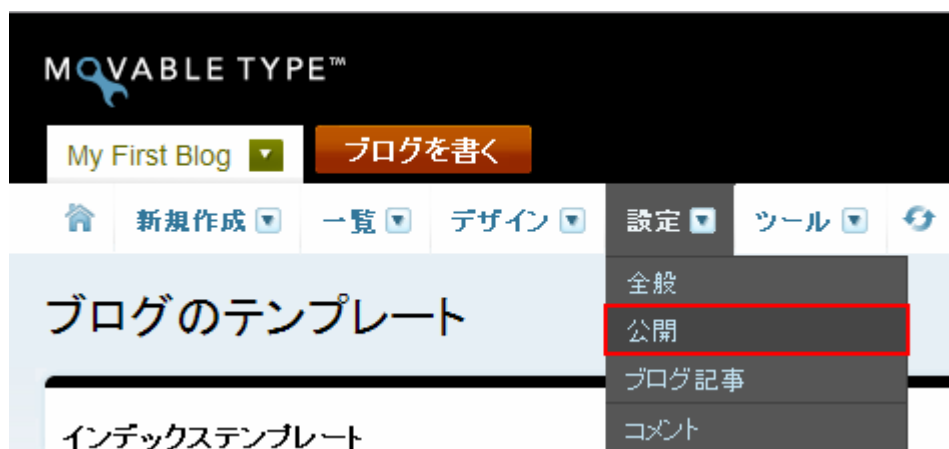 MOVABLE TYPE™
My First Blog ブログを書く
新規作成 一覧 デザイン 設定 ツール
全般
ブログのテンプレート
公開
ブログ記事
インデックステンプレート
コメント